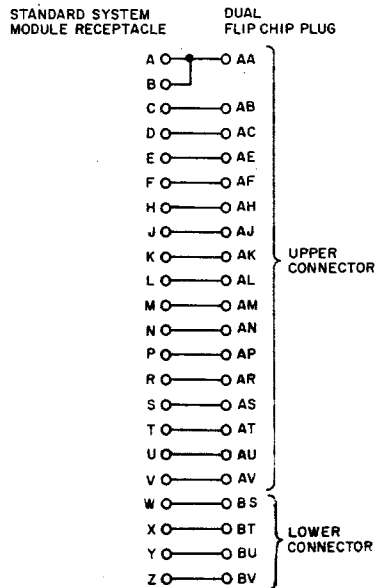 STANDARD SYSTEM
MODULE RECEPTACLE
DUAL
FLIP CHIP PLUG
A AA
B
C AB
D AC
E AE
F AF
H AH
J AJ
K AK
L AL
M AM
N AN
P AP
R AR
S AS
T AT
U AU
V AV
UPPER
CONNECTOR
W BS
X BT
Y BU
Z BV
LOWER
CONNECTOR